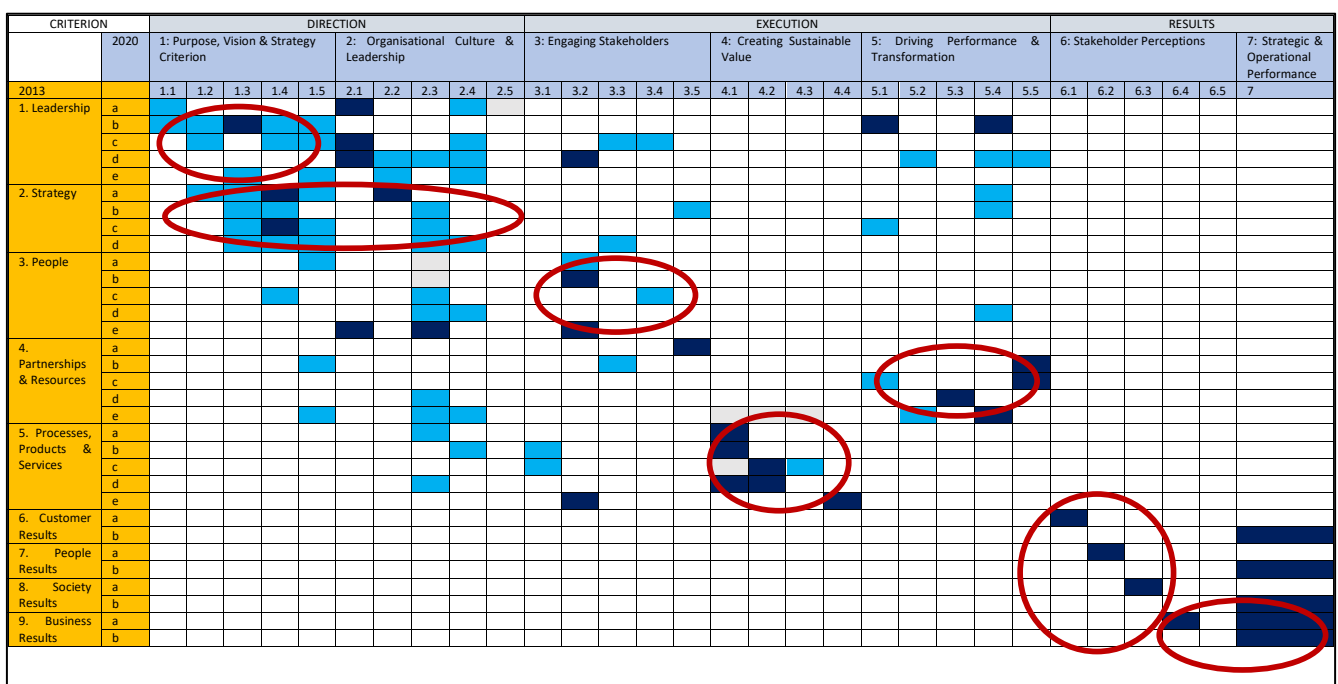 CRITERION DIRECTION EXECUTION RESULTS
2020 1: Purpose, Vision & Strategy 2: Organisational Culture & 3: Engaging Stakeholders 4: Creating Sustainable 5: Driving Performance & 6: Stakeholder Perceptions 7: Strategic &
Criterion Leadership Value Transformation Operational
Performance
2013 1.1 1.2 1.3 1.4 1.5 2.1 2.2 2.3 2.4 2.5 3.1 3.2 3.3 3.4 3.5 4.1 4.2 4.3 4.4 5.1 5.2 5.3 5.4 5.5 6.1 6.2 6.3 6.4 6.5 7
1. Leadership a
b
c
d
e
2. Strategy a
b
c
d
3. People a
b
c
d
e
4. a
Partnerships b
& Resources c
d
e
5. Processes, a
Products & b
Services c
d
e
6. Customer a
Results b
7. People a
Results b
8. Society a
Results b
9. Business a
Results b